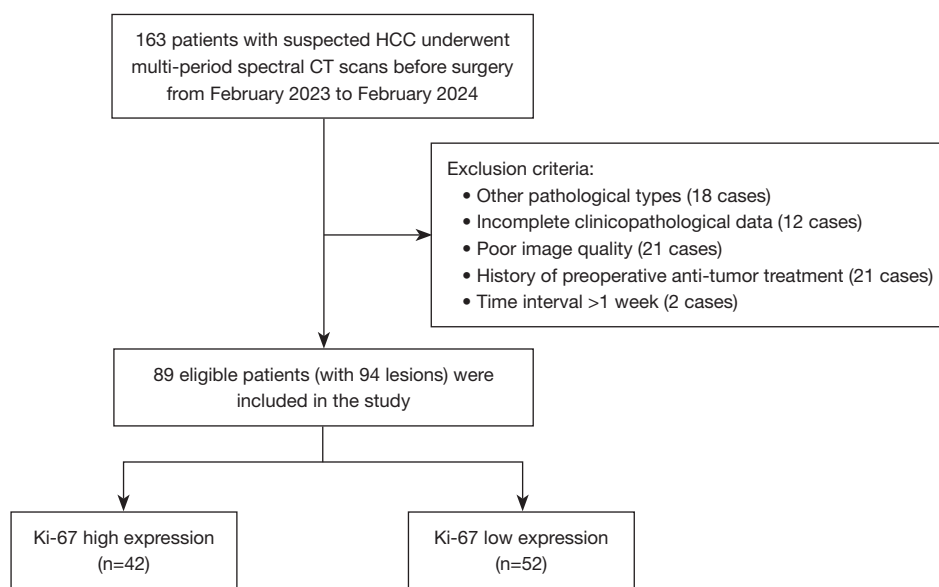 163 patients with suspected HCC underwent
multi-period spectral CT scans before surgery
from February 2023 to February 2024
Exclusion criteria:
• Other pathological types (18 cases)
• Incomplete clinicopathological data (12 cases)
• Poor image quality (21 cases)
• History of preoperative anti-tumor treatment (21 cases)
• Time interval >1 week (2 cases)
89 eligible patients (with 94 lesions) were
included in the study
Ki-67 high expression
(n=42)
Ki-67 low expression
(n=52)